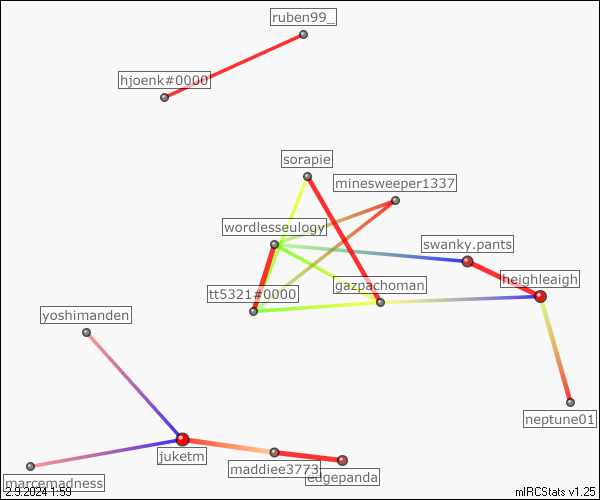 ruben99_
hjoenk#0000
sorapie
minesweeper1337
wordlesseulogy
swanky.pants
heighleaigh
gazpachoman
tt5321#0000
yoshimanden
neptune01
juketm
maddiee3773
edgepanda
marcemadness
2.9.2024 1:59
mIRCStats v1.25